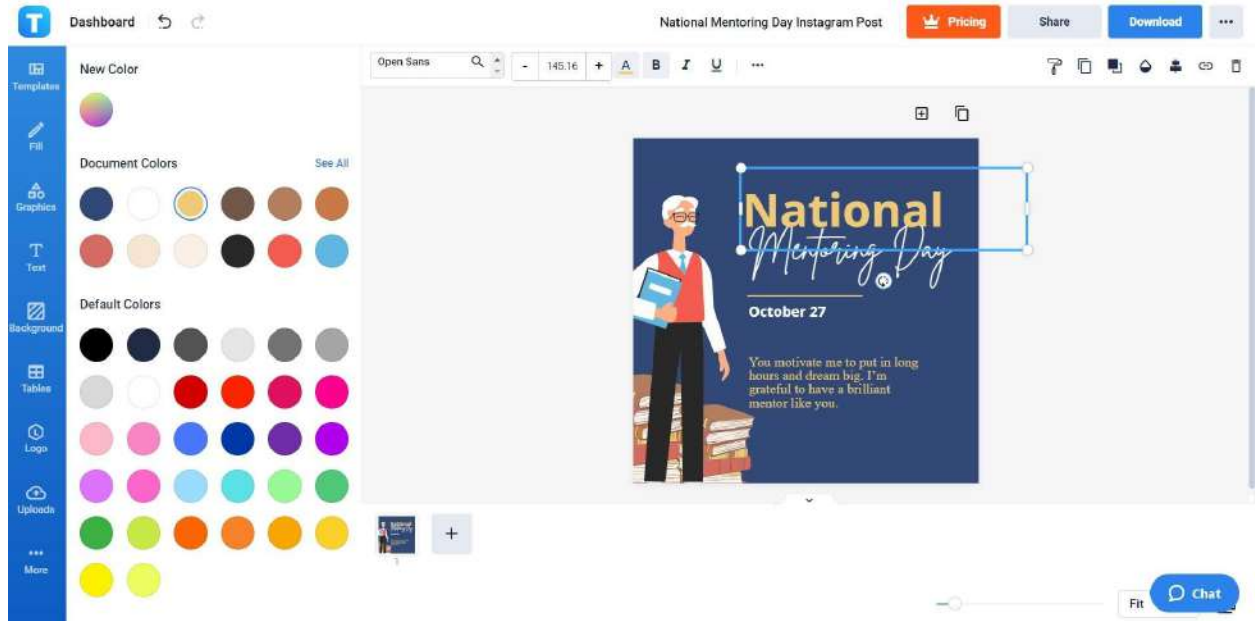 T Dashboard National Mentoring Day Instagram Post Pricing Share Download
Templates
Fill
Graphics
Text
Background
Tables
Logo
Uploads
More
New Color
Document Colors See All
Default Colors
Open Sans - 145.16 + A B I U
National
Mentoring Day
October 27
You motivate me to put in long
hours and dream big. I'm
grateful to have a brilliant
mentor like you.
Fit
Chat